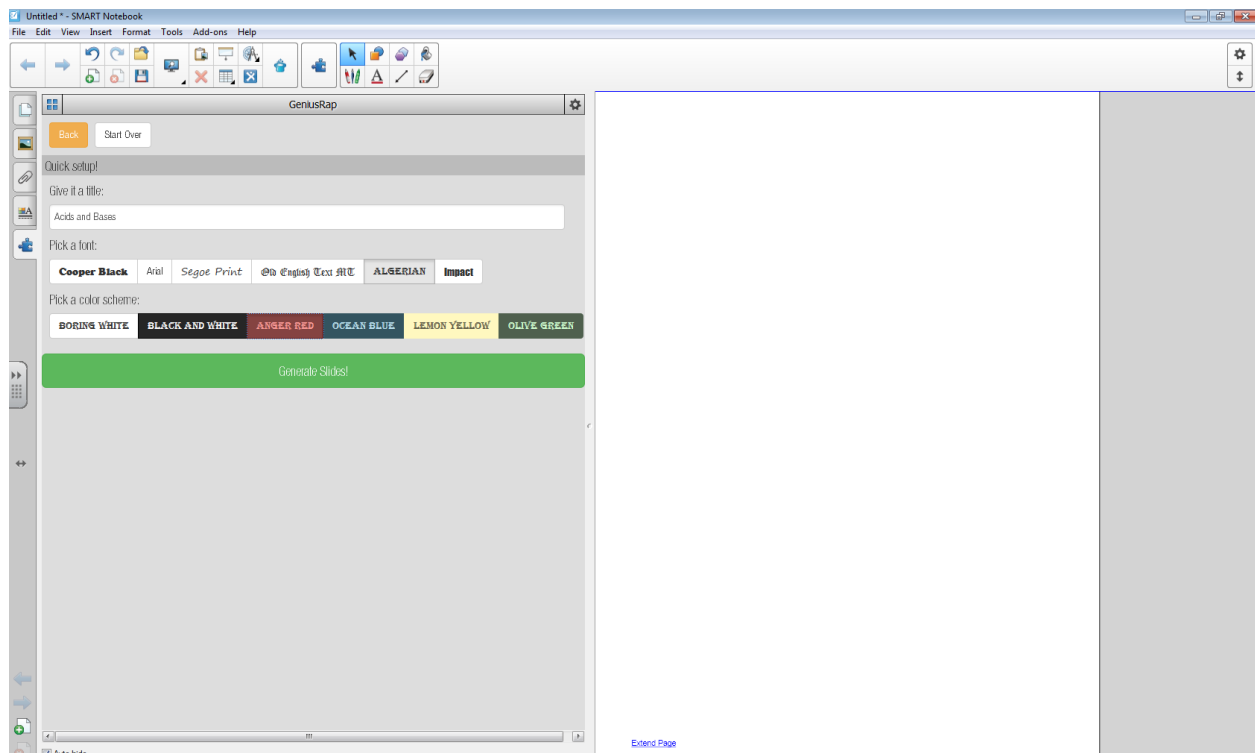 Untitled * - SMART Notebook
File Edit View Insert Format Tools Add-ons Help
GeniusRap
Back Start Over
Quick setup!
Give it a title:
Acids and Bases
Pick a font:
Cooper Black Arial Segoe Print Old English Text MT ALGERIAN Impact
Pick a color scheme:
BORING WHITE BLACK AND WHITE ANGER RED OCEAN BLUE LEMON YELLOW OLIVE GREEN
Generate Slides!
Extend Page
Auto-hide